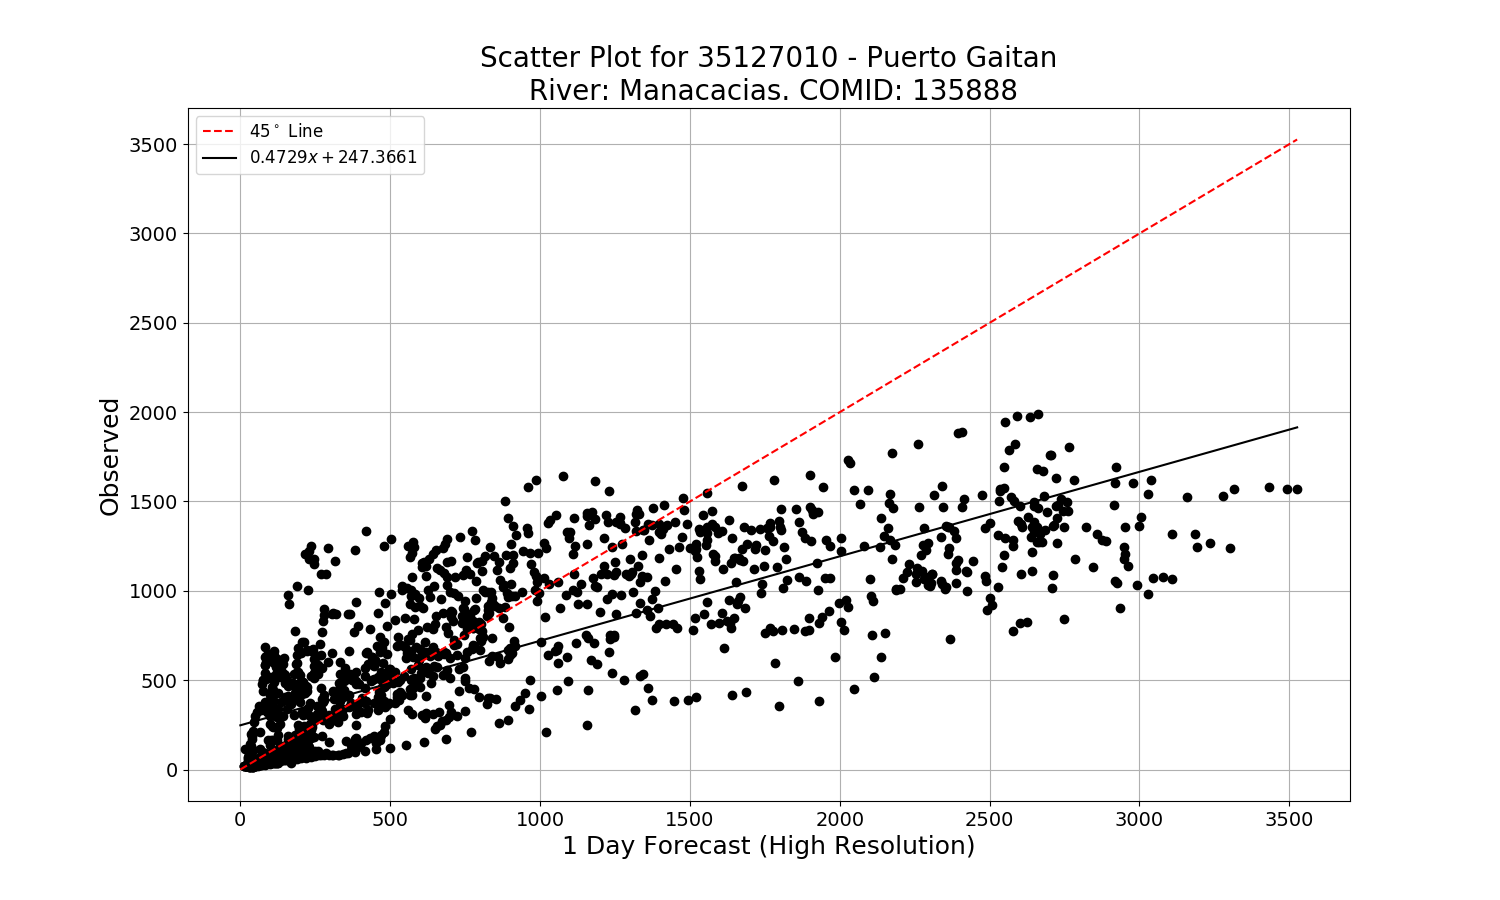 Scatter Plot for 35127010 - Puerto Gaitan
River: Manacacias. COMID: 135888
45° Line
0.4729x + 247.3661
3500
3000
2500
2000
1500
1000
500
0
Observed
0 500 1000 1500 2000 2500 3000 3500
1 Day Forecast (High Resolution)